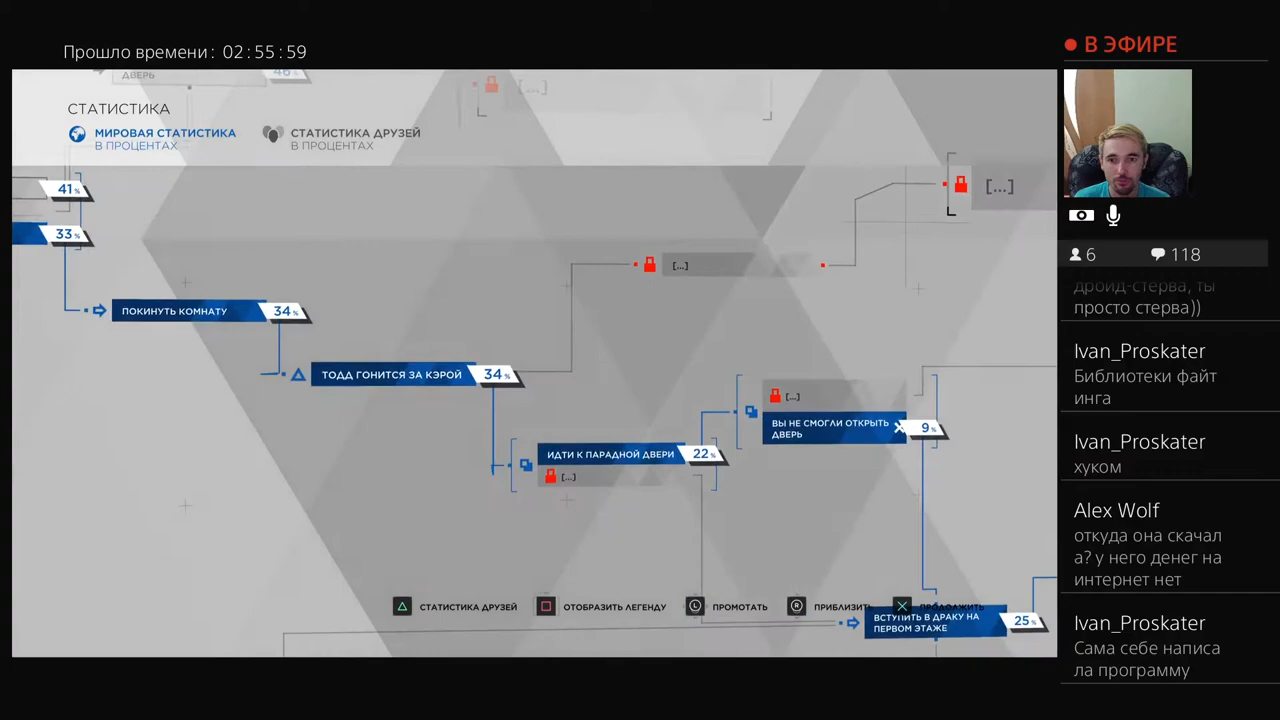 Прошло времени: 02:55:59
В ЭФИРЕ
ДВЕРЬ
46%
[...]
СТАТИСТИКА
МИРОВАЯ СТАТИСТИКА
В ПРОЦЕНТАХ
СТАТИСТИКА ДРУЗЕЙ
В ПРОЦЕНТАХ
41%
[...]
33%
[...]
ПОКИНУТЬ КОМНАТУ 34%
ТОДД ГОНИТСЯ ЗА КЭРОЙ 34%
[...]
ВЫ НЕ СМОГЛИ ОТКРЫТЬ
ДВЕРЬ
9%
ИДТИ К ПАРАДНОЙ ДВЕРИ 22%
[...]
СТАТИСТИКА ДРУЗЕЙ
ОТОБРАЗИТЬ ЛЕГЕНДУ
L
ПРОМОТАТЬ
R
ПРИБЛИЗИТЬ
ПРОДОЛЖИТЬ
ВСТУПИТЬ В ДРАКУ НА
ПЕРВОМ ЭТАЖЕ
25%
6
118
дройд-стерва, ты
просто стерва))
Ivan_Proskater
Библиотеки файт
инга
Ivan_Proskater
хуком
Alex Wolf
откуда она скачал
а? у него денег на
интернет нет
Ivan_Proskater
Сама себе написа
ла программу